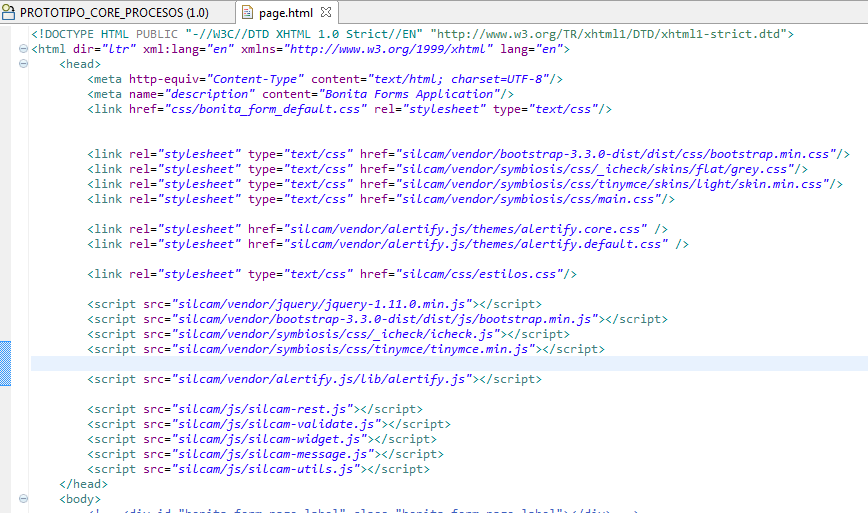 PROTOTIPO_CORE_PROCESOS (1.0) page.html
<!DOCTYPE HTML PUBLIC "-//W3C//DTD XHTML 1.0 Strict//EN" "http://www.w3.org/TR/xhtml1/DTD/xhtml1-strict.dtd">
<html dir="ltr" xml:lang="en" xmlns="http://www.w3.org/1999/xhtml" lang="en">
<head>
<meta http-equiv="Content-Type" content="text/html; charset=UTF-8"/>
<meta name="description" content="Bonita Forms Application"/>
<link href="css/bonita_form_default.css" rel="stylesheet" type="text/css"/>
<link rel="stylesheet" type="text/css" href="silcam/vendor/bootstrap-3.3.0-dist/dist/css/bootstrap.min.css"/>
<link rel="stylesheet" type="text/css" href="silcam/vendor/symbiosis/css/_icheck/skins/flat/grey.css"/>
<link rel="stylesheet" type="text/css" href="silcam/vendor/symbiosis/css/tinymce/skins/light/skin.min.css"/>
<link rel="stylesheet" type="text/css" href="silcam/vendor/symbiosis/css/main.css"/>
<link rel="stylesheet" href="silcam/vendor/alertify.js/themes/alertify.core.css" />
<link rel="stylesheet" href="silcam/vendor/alertify.js/themes/alertify.default.css" />
<link rel="stylesheet" type="text/css" href="silcam/css/estilos.css"/>
<script src="silcam/vendor/jquery/jquery-1.11.0.min.js"></script>
<script src="silcam/vendor/bootstrap-3.3.0-dist/dist/js/bootstrap.min.js"></script>
<script src="silcam/vendor/symbiosis/css/_icheck/icheck.js"></script>
<script src="silcam/vendor/symbiosis/css/tinymce/tinymce.min.js"></script>
<script src="silcam/vendor/alertify.js/lib/alertify.js"></script>
<script src="silcam/js/silcam-rest.js"></script>
<script src="silcam/js/silcam-validate.js"></script>
<script src="silcam/js/silcam-widget.js"></script>
<script src="silcam/js/silcam-message.js"></script>
<script src="silcam/js/silcam-utils.js"></script>
</head>
<body>